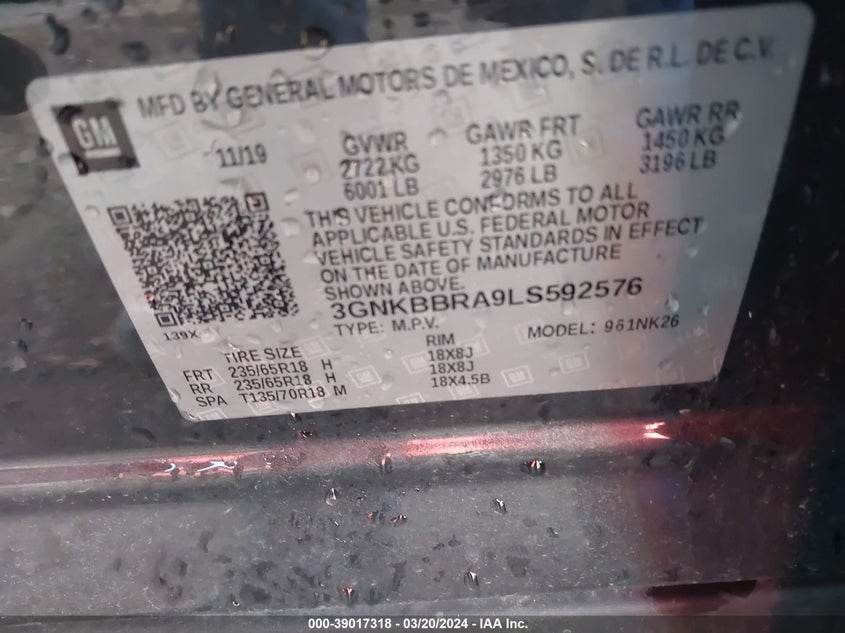 MFD BY GENERAL MOTORS DE MEXICO, S. DE R.L. DE C.V.
GM
11/19
GVWR GAWR FRT GAWR RR
2722 KG 1350 KG 1450 KG
6001 LB 2976 LB 3196 LB
THIS VEHICLE CONFORMS TO ALL
APPLICABLE U.S. FEDERAL MOTOR
VEHICLE SAFETY STANDARDS IN EFFECT
ON THE DATE OF MANUFACTURE
SHOWN ABOVE.
3GNKBBRA9LS592576
139X
TYPE: M.P.V. MODEL: 961NK26
TIRE SIZE RIM
FRT 235/65R18 H 18X8J
RR 235/65R18 H 18X8J
SPA T135/70R18 M 18X4.5B
000-39017318 - 03/20/2024 - IAA Inc.